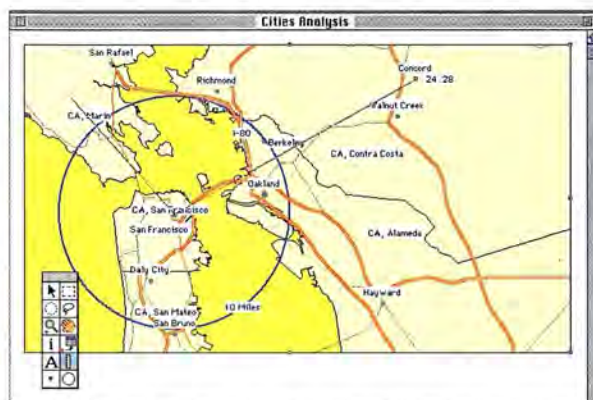 Cities Analysis
San Rafael
Richmond
Concord
24.28
Walnut Creek
CA, Marin
I-80
Berkeley
CA, Contra Costa
Oakland
CA, San Francisco
San Francisco
CA, Alameda
Daly City
Hayward
10 Miles
CA, San Mateo
San Bruno
i
A